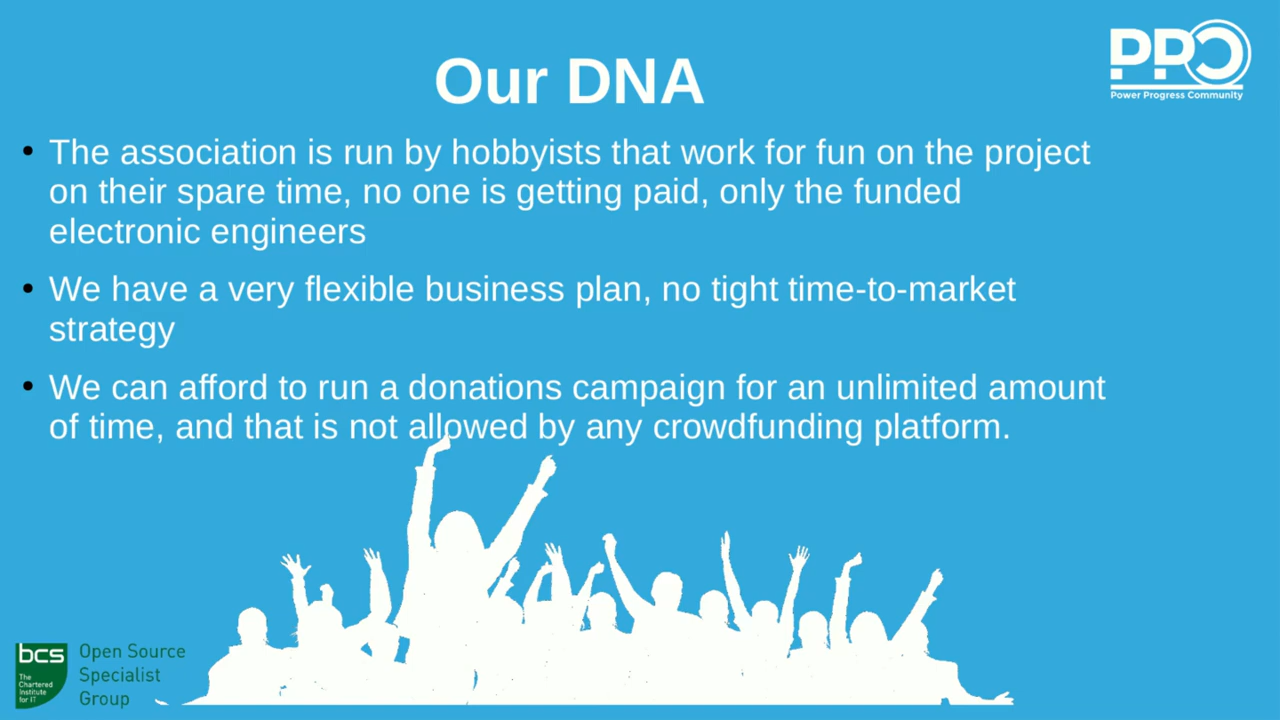 Our DNA
PPC
Power Progress Community
• The association is run by hobbyists that work for fun on the project
on their spare time, no one is getting paid, only the funded
electronic engineers
• We have a very flexible business plan, no tight time-to-market
strategy
• We can afford to run a donations campaign for an unlimited amount
of time, and that is not allowed by any crowdfunding platform.
bcs
The
Chartered
Institute
for IT
Open Source
Specialist
Group